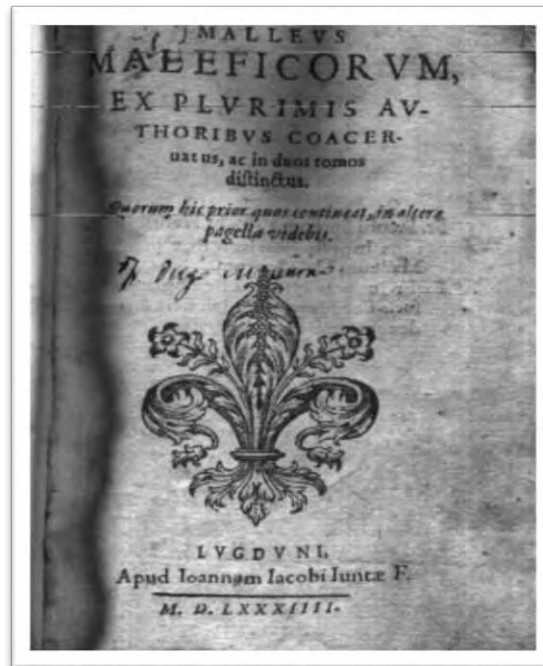 MALLEVS
MALEFICORVM,
EX PLVRIMIS AV-
THORIBVS COACER-
uatus, ac in duos tomos
distinctus.
Quorum hic prior quos contineat, in altera
pagella videbis.
LVGDVNI,
Apud Ioannem Iacobi Iuntæ F.
M. D. LXXXIIII.